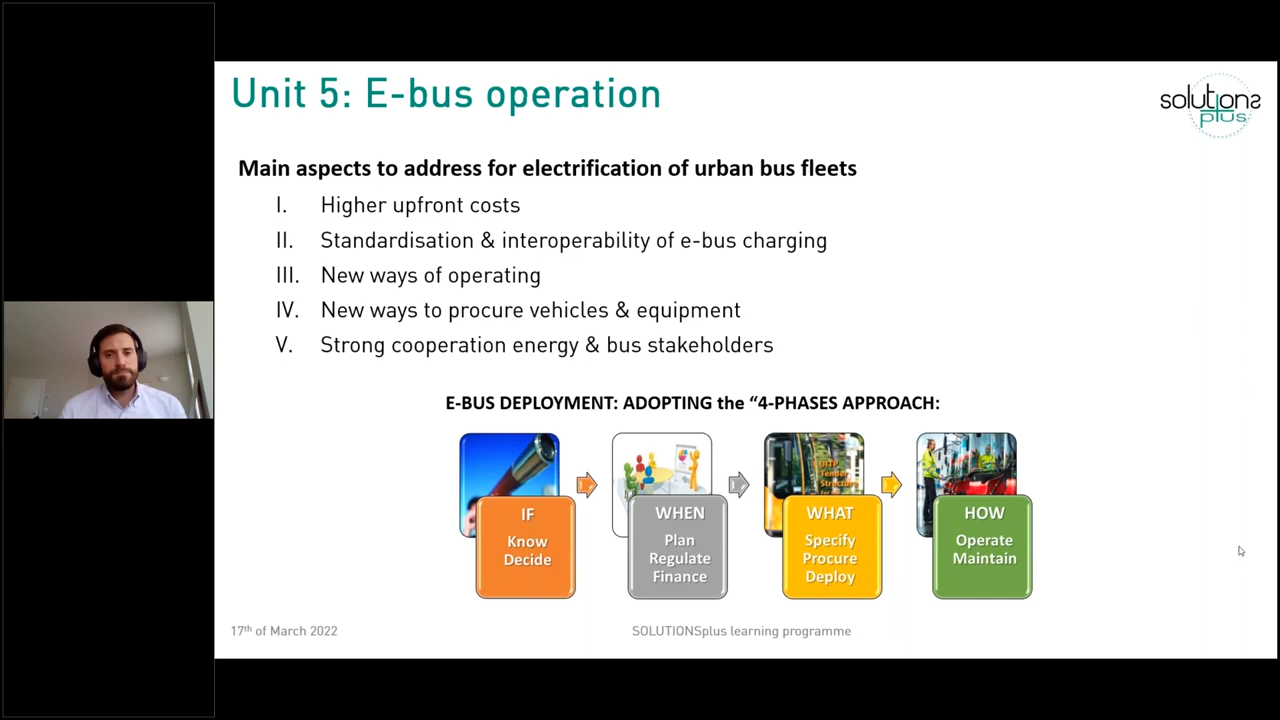 Unit 5: E-bus operation
solutions
plus
Main aspects to address for electrification of urban bus fleets
I. Higher upfront costs
II. Standardisation & interoperability of e-bus charging
III. New ways of operating
IV. New ways to procure vehicles & equipment
V. Strong cooperation energy & bus stakeholders
E-BUS DEPLOYMENT: ADOPTING the “4-PHASES APPROACH:
UITP
Tender
Structure
IF
Know
Decide
WHEN
Plan
Regulate
Finance
WHAT
Specify
Procure
Deploy
HOW
Operate
Maintain
17th of March 2022
SOLUTIONSplus learning programme